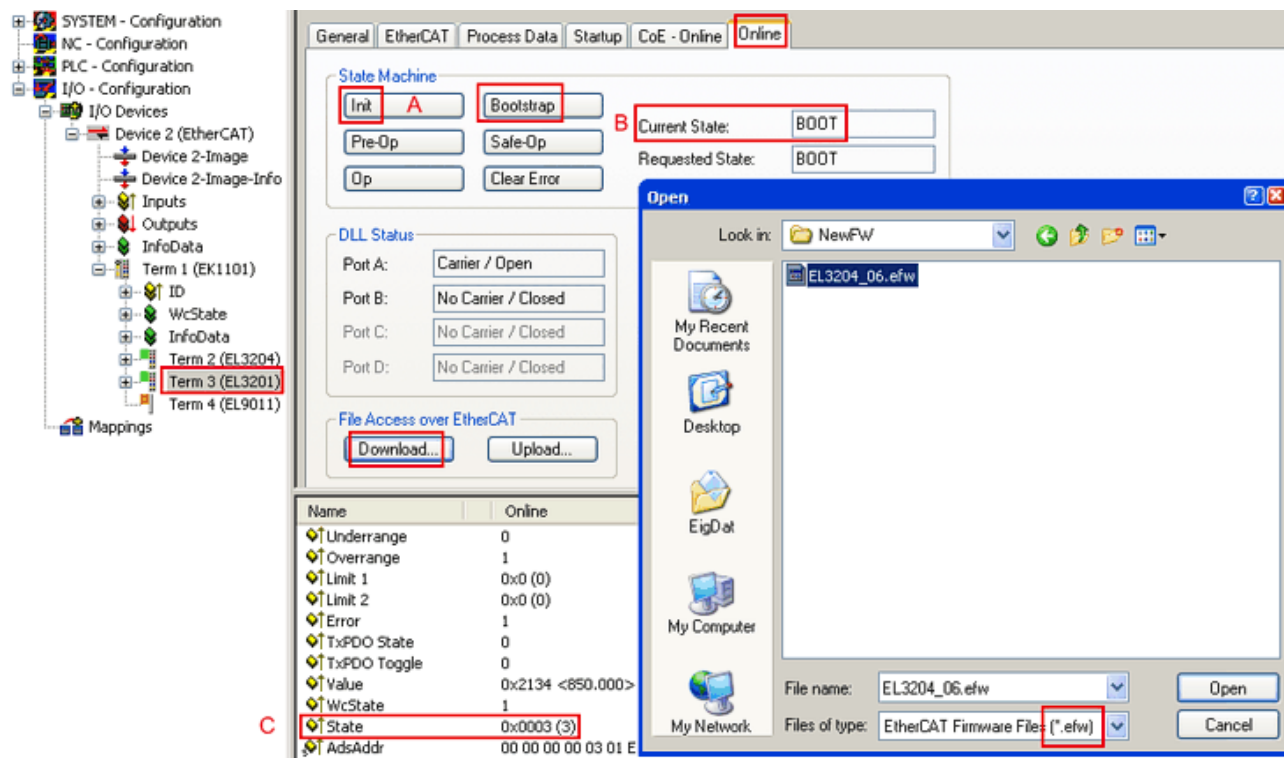 SYSTEM - Configuration
NC - Configuration
PLC - Configuration
I/O - Configuration
I/O Devices
Device 2 (EtherCAT)
Device 2-Image
Device 2-Image-Info
Inputs
Outputs
InfoData
Term 1 (EK1101)
ID
WcState
InfoData
Term 2 (EL3204)
Term 3 (EL3201)
Term 4 (EL9011)
Mappings
General EtherCAT Process Data Startup CoE - Online Online
State Machine
Init A Bootstrap
Pre-Op Safe-Op
Op Clear Error
B Current State: BOOT
Requested State: BOOT
DLL Status
Port A: Carrier / Open
Port B: No Carrier / Closed
Port C: No Carrier / Closed
Port D: No Carrier / Closed
File Access over EtherCAT
Download... Upload...
Name Online
Underrange 0
Overrange 1
Limit 1 0x0 (0)
Limit 2 0x0 (0)
Error 1
TxPDO State 0
TxPDO Toggle 0
Value 0x2134 <850.000>
WcState 1
C State 0x0003 (3)
AdsAddr 00 00 00 00 03 01 E
Open
Look in: NewFW
EL3204_06.efw
My Recent
Documents
Desktop
EigDat
My Computer
My Network
File name: EL3204_06.efw Open
Files of type: EtherCAT Firmware Files (*.efw) Cancel